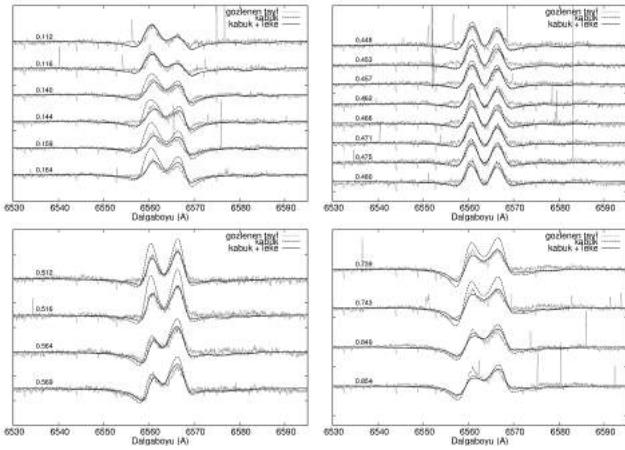 gozlenen tayf
kabuk
kabuk + leke
0.112
0.116
0.140
0.144
0.159
0.164
6530 6540 6550 6560 6570 6580 6590
Dalgaboyu (A)
gozlenen tayf
kabuk
kabuk + leke
0.448
0.453
0.457
0.462
0.466
0.471
0.475
0.480
6530 6540 6550 6560 6570 6580 6590
Dalgaboyu (A)
gozlenen tayf
kabuk
kabuk + leke
0.512
0.516
0.564
0.569
6530 6540 6550 6560 6570 6580 6590
Dalgaboyu (A)
gozlenen tayf
kabuk
kabuk + leke
0.739
0.743
0.849
0.854
6530 6540 6550 6560 6570 6580 6590
Dalgaboyu (A)